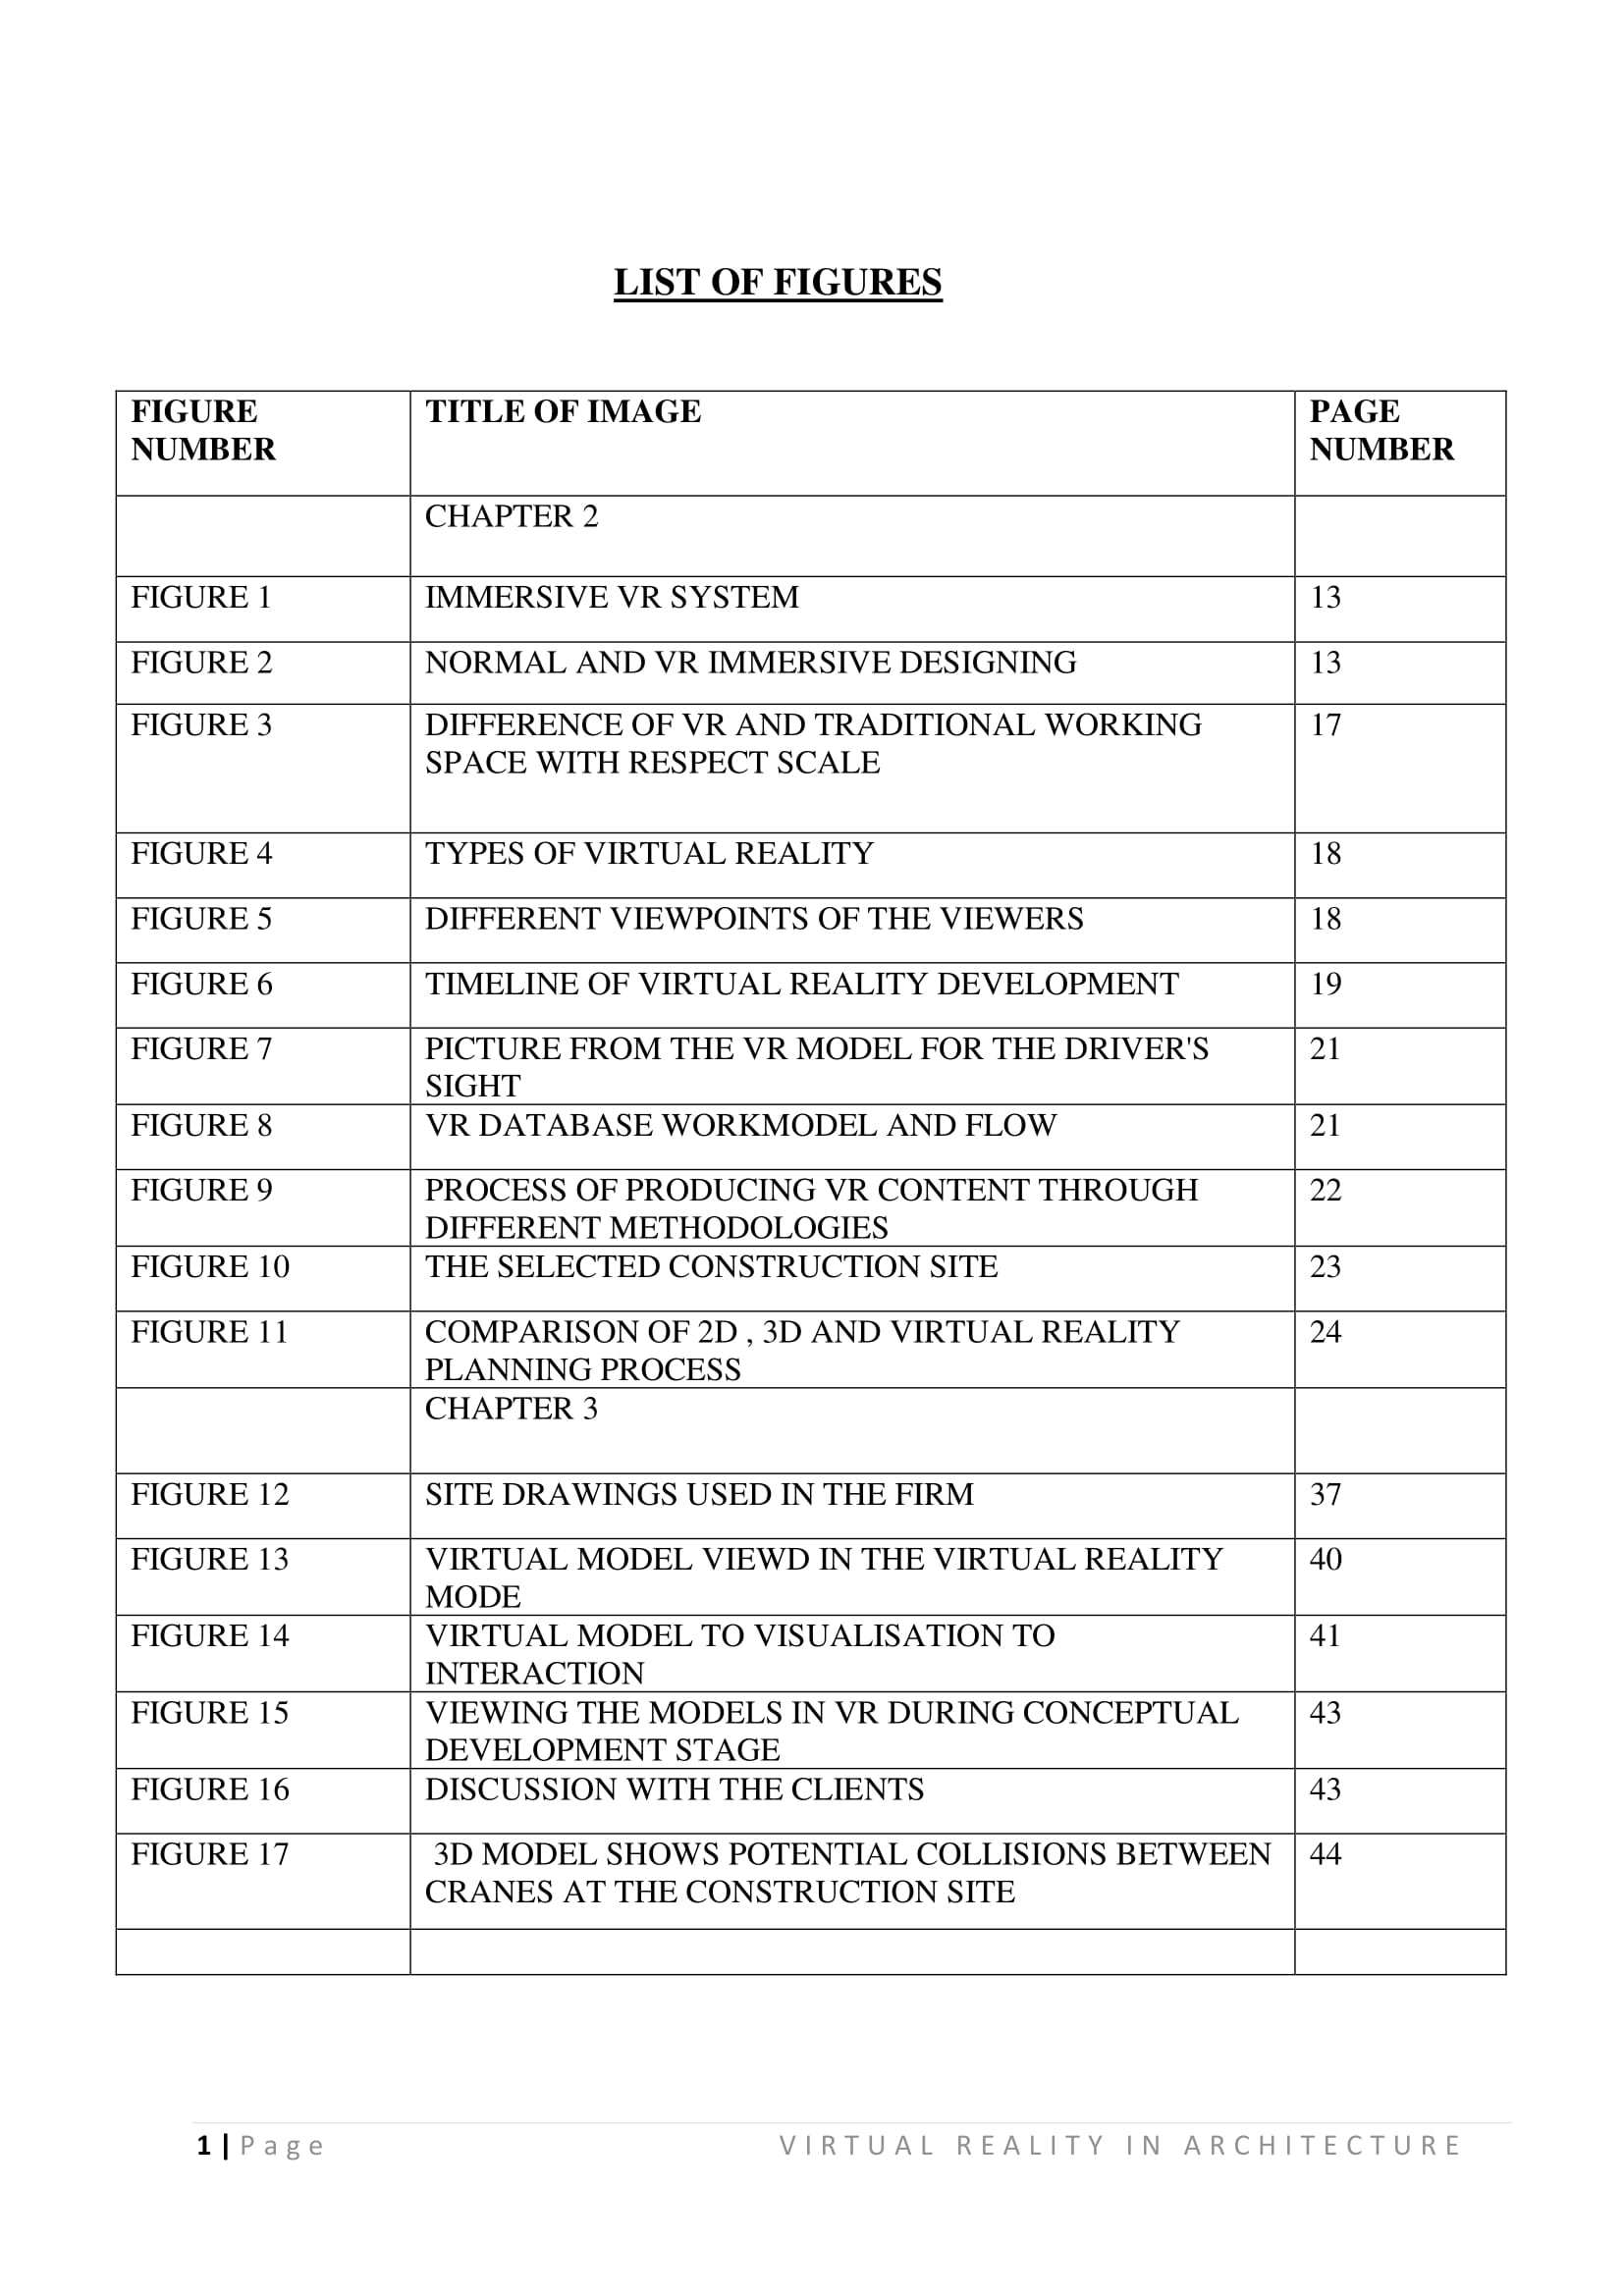 LIST OF FIGURES
FIGURE NUMBER TITLE OF IMAGE PAGE NUMBER
CHAPTER 2
FIGURE 1 IMMERSIVE VR SYSTEM 13
FIGURE 2 NORMAL AND VR IMMERSIVE DESIGNING 13
FIGURE 3 DIFFERENCE OF VR AND TRADITIONAL WORKING 17
SPACE WITH RESPECT SCALE
FIGURE 4 TYPES OF VIRTUAL REALITY 18
FIGURE 5 DIFFERENT VIEWPOINTS OF THE VIEWERS 18
FIGURE 6 TIMELINE OF VIRTUAL REALITY DEVELOPMENT 19
FIGURE 7 PICTURE FROM THE VR MODEL FOR THE DRIVER'S 21
SIGHT
FIGURE 8 VR DATABASE WORKMODEL AND FLOW 21
FIGURE 9 PROCESS OF PRODUCING VR CONTENT THROUGH 22
DIFFERENT METHODOLOGIES
FIGURE 10 THE SELECTED CONSTRUCTION SITE 23
FIGURE 11 COMPARISON OF 2D , 3D AND VIRTUAL REALITY 24
PLANNING PROCESS
CHAPTER 3
FIGURE 12 SITE DRAWINGS USED IN THE FIRM 37
FIGURE 13 VIRTUAL MODEL VIEWD IN THE VIRTUAL REALITY 40
MODE
FIGURE 14 VIRTUAL MODEL TO VISUALISATION TO 41
INTERACTION
FIGURE 15 VIEWING THE MODELS IN VR DURING CONCEPTUAL 43
DEVELOPMENT STAGE
FIGURE 16 DISCUSSION WITH THE CLIENTS 43
FIGURE 17 3D MODEL SHOWS POTENTIAL COLLISIONS BETWEEN 44
CRANES AT THE CONSTRUCTION SITE
1 | Page VIRTUAL REALITY IN ARCHITECTURE